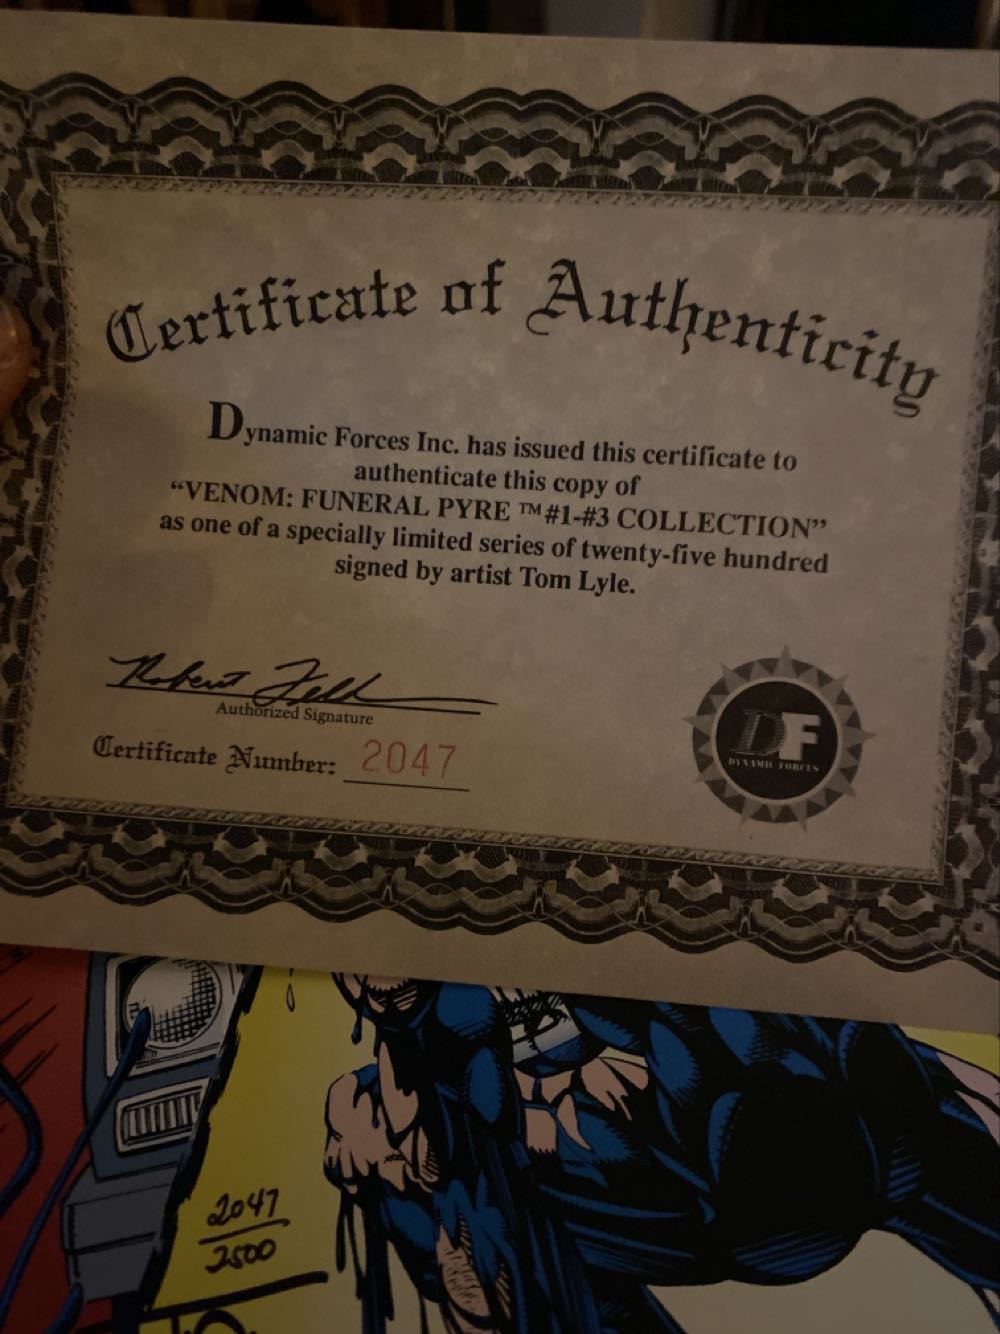 Certificate of Authenticity
Dynamic Forces Inc. has issued this certificate to
authenticate this copy of
“VENOM: FUNERAL PYRE ™ #1-#3 COLLECTION”
as one of a specially limited series of twenty-five hundred
signed by artist Tom Lyle.
Authorized Signature
Certificate Number: 2047
DF
DYNAMIC FORCES
2047
2500